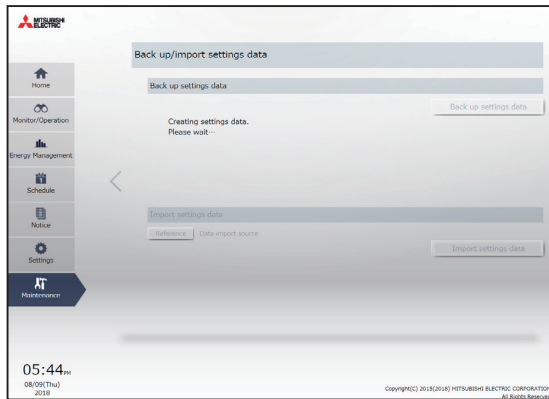 MITSUBISHI
ELECTRIC
Back up/import settings data
Home
Monitor/Operation
Energy Management
Schedule
Notice
Settings
Maintenance
Back up settings data
Back up settings data
Creating settings data.
Please wait…
Import settings data
Reference
Data import source
Import settings data
05:44PM
08/09(Thu)
2018
Copyright(C) 2015(2018) MITSUBISHI ELECTRIC CORPORATION
All Rights Reserved